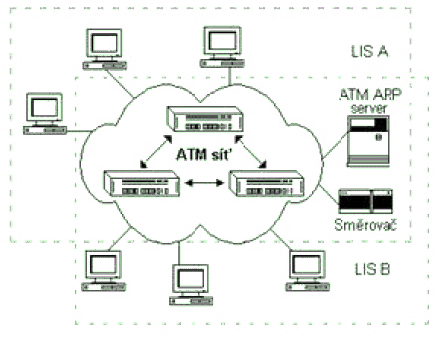 LIS A
ATM ARP
server
ATM síť
Směrovač
LIS B